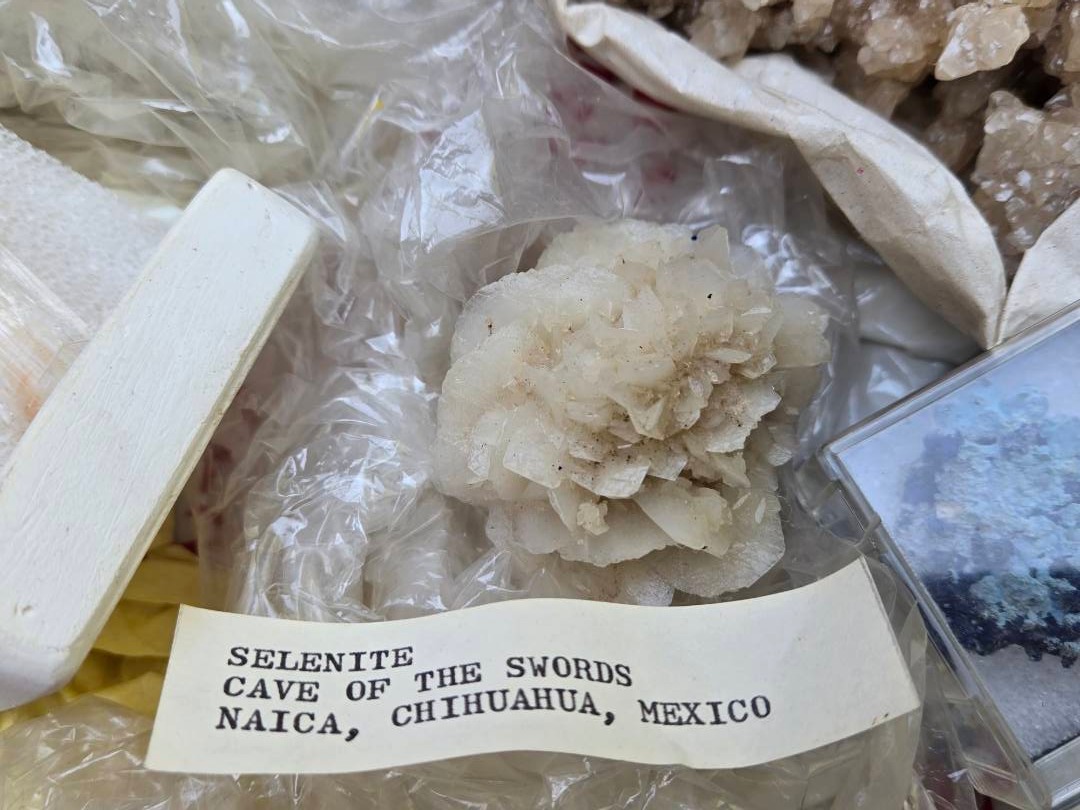 SELENITE
CAVE OF THE SWORDS
NAICA, CHIHUAHUA, MEXICO